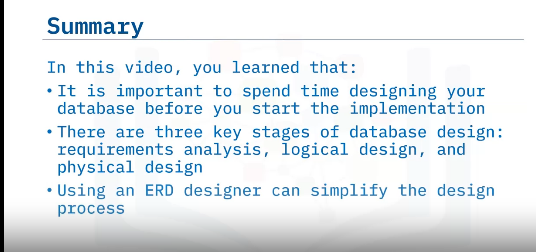 Summary
In this video, you learned that:
• It is important to spend time designing your
database before you start the implementation
• There are three key stages of database design:
requirements analysis, logical design, and
physical design
• Using an ERD designer can simplify the design
process